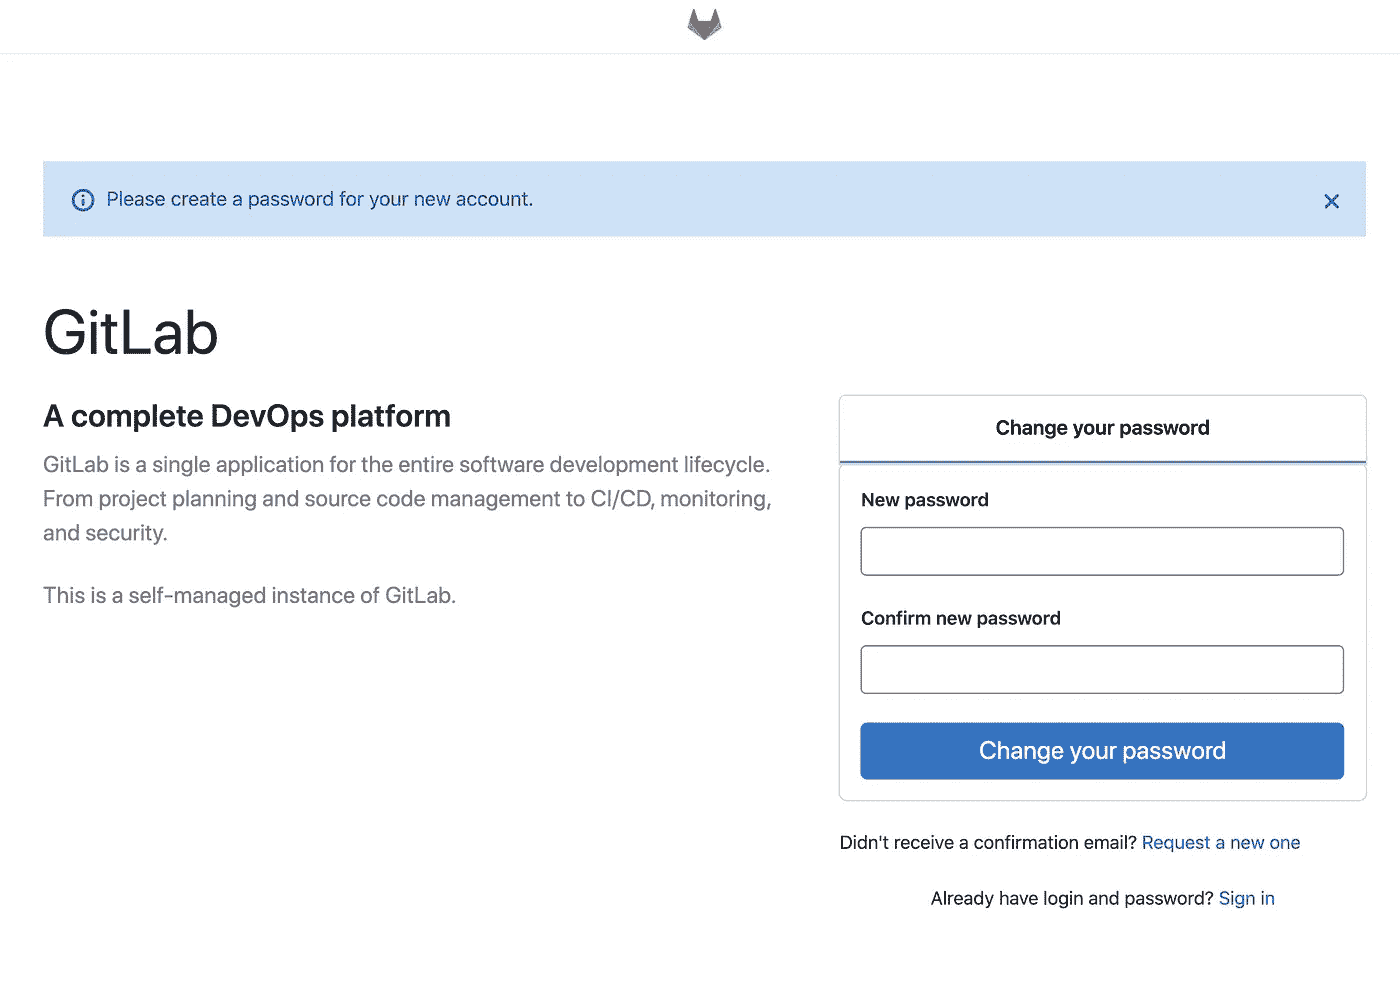 Please create a password for your new account.
GitLab
A complete DevOps platform
GitLab is a single application for the entire software development lifecycle.
From project planning and source code management to CI/CD, monitoring,
and security.
This is a self-managed instance of GitLab.
Change your password
New password
Confirm new password
Change your password
Didn't receive a confirmation email? Request a new one
Already have login and password? Sign in